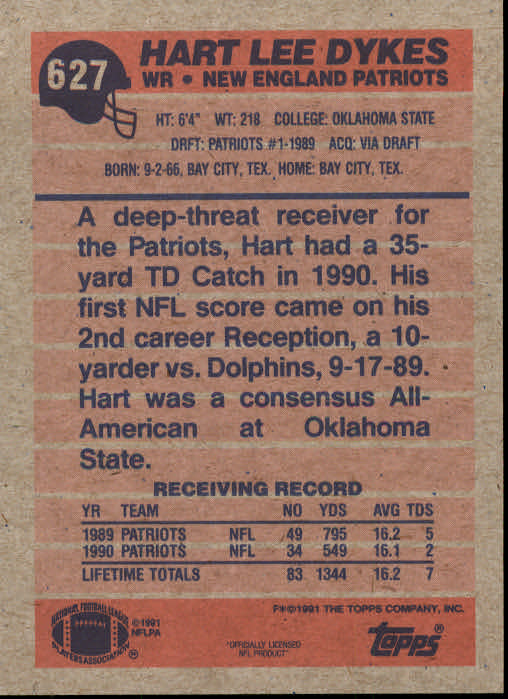 627
HART LEE DYKES
WR • NEW ENGLAND PATRIOTS
HT: 6'4" WT: 218 COLLEGE: OKLAHOMA STATE
DRFT: PATRIOTS #1-1989 ACQ: VIA DRAFT
BORN: 9-2-66, BAY CITY, TEX. HOME: BAY CITY, TEX.
A deep-threat receiver for
the Patriots, Hart had a 35-
yard TD Catch in 1990. His
first NFL score came on his
2nd career Reception, a 10-
yarder vs. Dolphins, 9-17-89.
Hart was a consensus All-
American at Oklahoma
State.
RECEIVING RECORD
YR TEAM NO YDS AVG TDS
1989 PATRIOTS NFL 49 795 16.2 5
1990 PATRIOTS NFL 34 549 16.1 2
LIFETIME TOTALS 83 1344 16.2 7
F*©1991 THE TOPPS COMPANY, INC.
NATIONAL FOOTBALL LEAGUE
PLAYERS ASSOCIATION ®
©1991
NFLPA
"OFFICIALLY LICENSED
NFL PRODUCT"
topps®